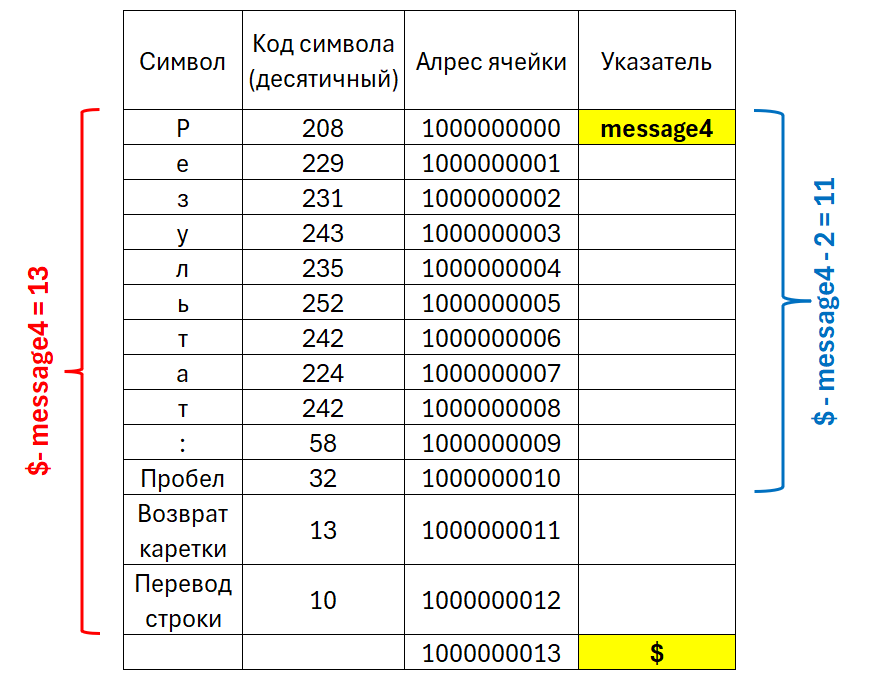 Символ Код символа (десятичный) Алрес ячейки Указатель
Р 208 1000000000 message4
е 229 1000000001
з 231 1000000002
у 243 1000000003
л 235 1000000004
ь 252 1000000005
т 242 1000000006
а 224 1000000007
т 242 1000000008
: 58 1000000009
Пробел 32 1000000010
Возврат каретки 13 1000000011
Перевод строки 10 1000000012
1000000013 $
$- message4 = 13
$ - message4 - 2 = 11